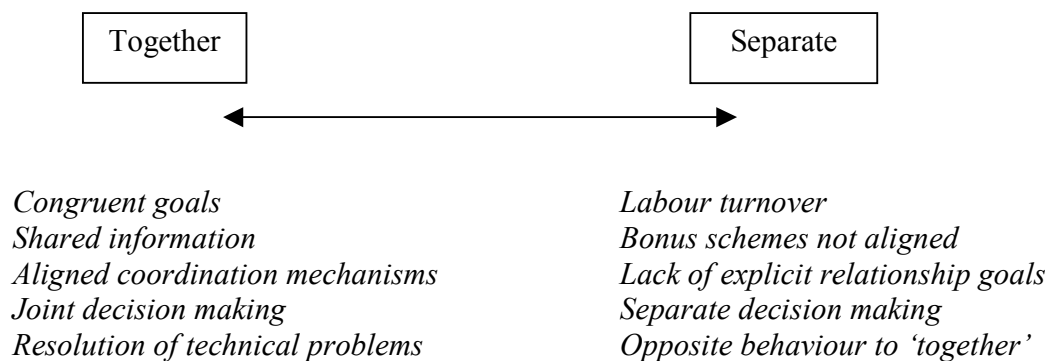 Together
Separate
Congruent goals
Shared information
Aligned coordination mechanisms
Joint decision making
Resolution of technical problems
Labour turnover
Bonus schemes not aligned
Lack of explicit relationship goals
Separate decision making
Opposite behaviour to ‘together’